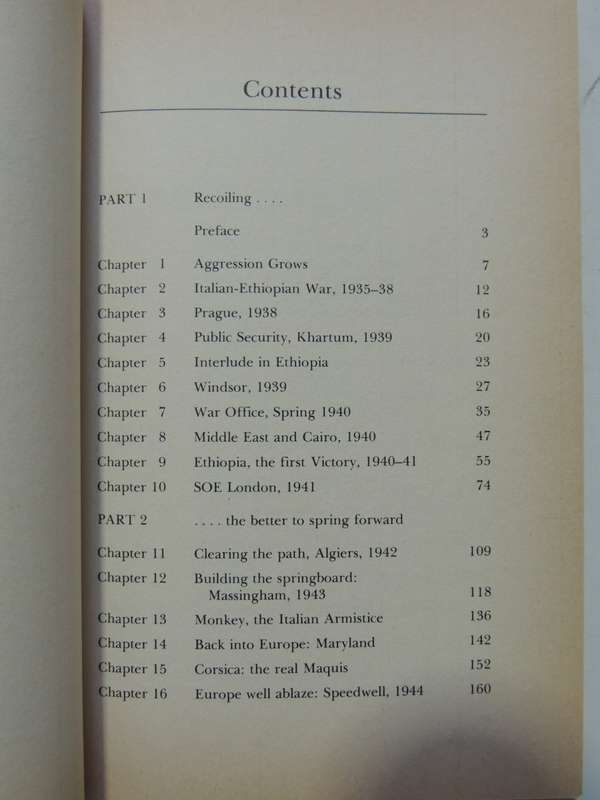 Contents
PART 1 Recoiling . . . .
Preface 3
Chapter 1 Aggression Grows 7
Chapter 2 Italian-Ethiopian War, 1935–38 12
Chapter 3 Prague, 1938 16
Chapter 4 Public Security, Khartum, 1939 20
Chapter 5 Interlude in Ethiopia 23
Chapter 6 Windsor, 1939 27
Chapter 7 War Office, Spring 1940 35
Chapter 8 Middle East and Cairo, 1940 47
Chapter 9 Ethiopia, the first Victory, 1940–41 55
Chapter 10 SOE London, 1941 74
PART 2 . . . . the better to spring forward
Chapter 11 Clearing the path, Algiers, 1942 109
Chapter 12 Building the springboard:
Massingham, 1943 118
Chapter 13 Monkey, the Italian Armistice 136
Chapter 14 Back into Europe: Maryland 142
Chapter 15 Corsica: the real Maquis 152
Chapter 16 Europe well ablaze: Speedwell, 1944 160